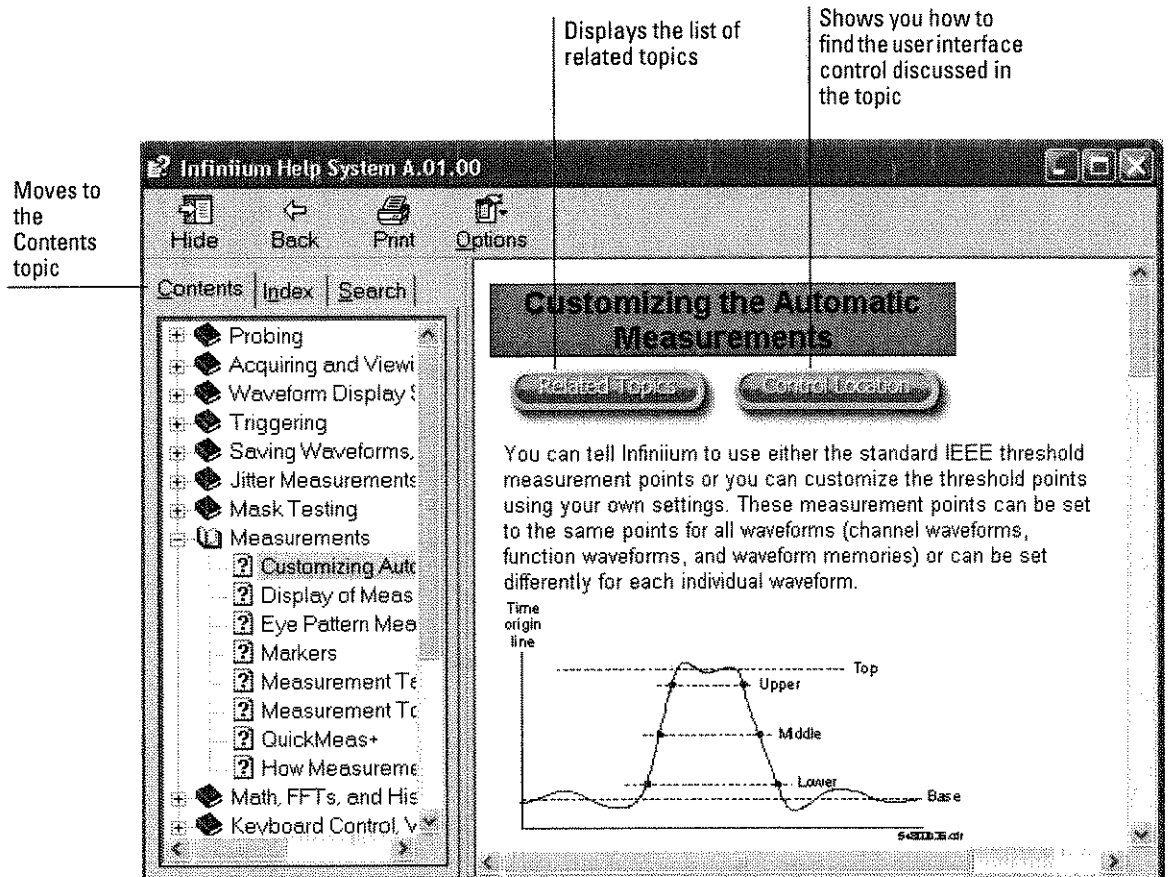 Displays the list of
related topics
Shows you how to
find the user interface
control discussed in
the topic
Moves to
the
Contents
topic
Infiniium Help System A.01.00
Hide Back Print Options
Contents Index Search
Probing
Acquiring and Viewi
Waveform Display
Triggering
Saving Waveforms,
Jitter Measurements
Mask Testing
Measurements
Customizing Auto
Display of Meas
Eye Pattern Mea
Markers
Measurement Te
Measurement To
QuickMeas+
How Measureme
Math, FFTs, and His
Keyboard Control, V
Customizing the Automatic
Measurements
Related Topics Control Location
You can tell Infiniium to use either the standard IEEE threshold
measurement points or you can customize the threshold points
using your own settings. These measurement points can be set
to the same points for all waveforms (channel waveforms,
function waveforms, and waveform memories) or can be set
differently for each individual waveform.
Time
origin
line
Top
Upper
Middle
Lower
Base